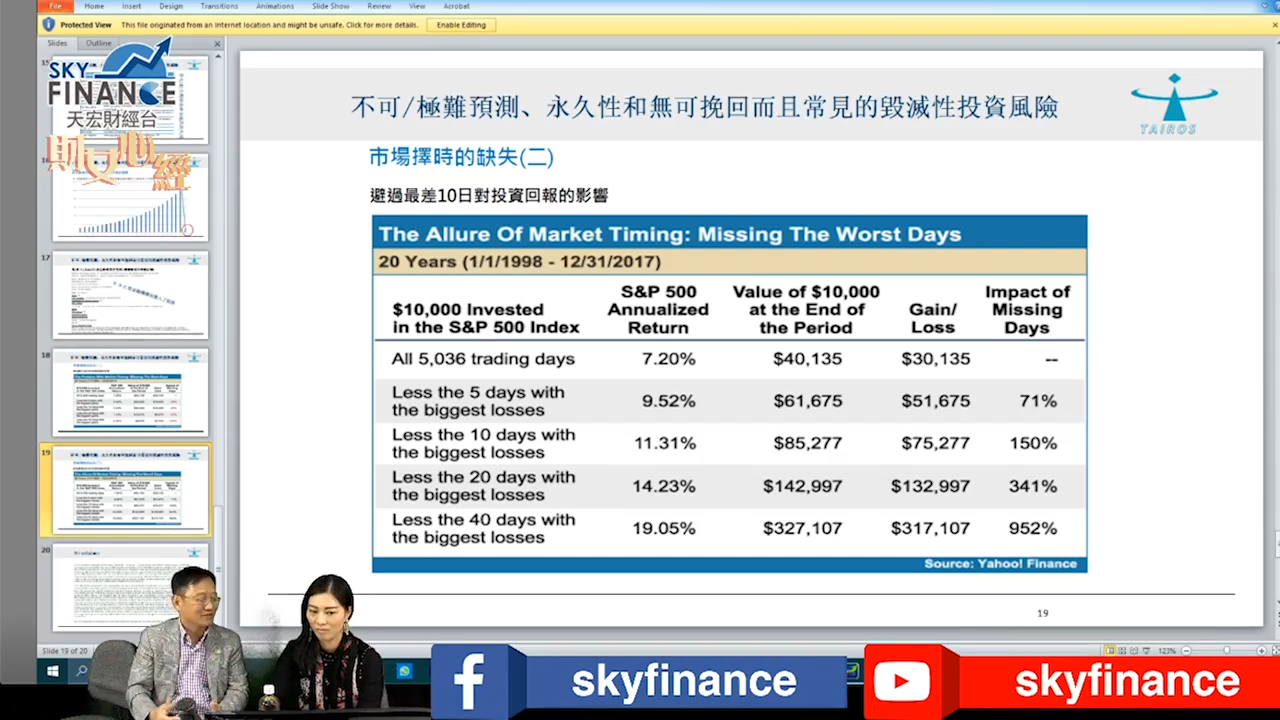 File Home Insert Design Transitions Animations Slide Show Review View Acrobat
Protected View This file originated from an Internet location and might be unsafe. Click for more details. Enable Editing
Slides Outline
SKY
FINANCE
天宏財經台
財女心經
16
17
18
19
20
不可/極難預測、永久性和無可挽回而且常見的毀滅性投資風險
TAIROS
市場擇時的缺失(二)
避過最差10日對投資回報的影響
The Allure Of Market Timing: Missing The Worst Days
20 Years (1/1/1998 - 12/31/2017)
$10,000 Invested in the S&P 500 Index S&P 500 Annualized Return Value of $10,000 at the End of the Period Gain/Loss Impact of Missing Days
All 5,036 trading days 7.20% $40,135 $30,135 --
Less the 5 days with the biggest losses 9.52% $61,675 $51,675 71%
Less the 10 days with the biggest losses 11.31% $85,277 $75,277 150%
Less the 20 days with the biggest losses
Less the 40 days with the biggest losses 19.05% $327,107 $317,107 952%
Source: Yahoo! Finance
19
Slide 19 of 20
123%
skyfinance
skyfinance